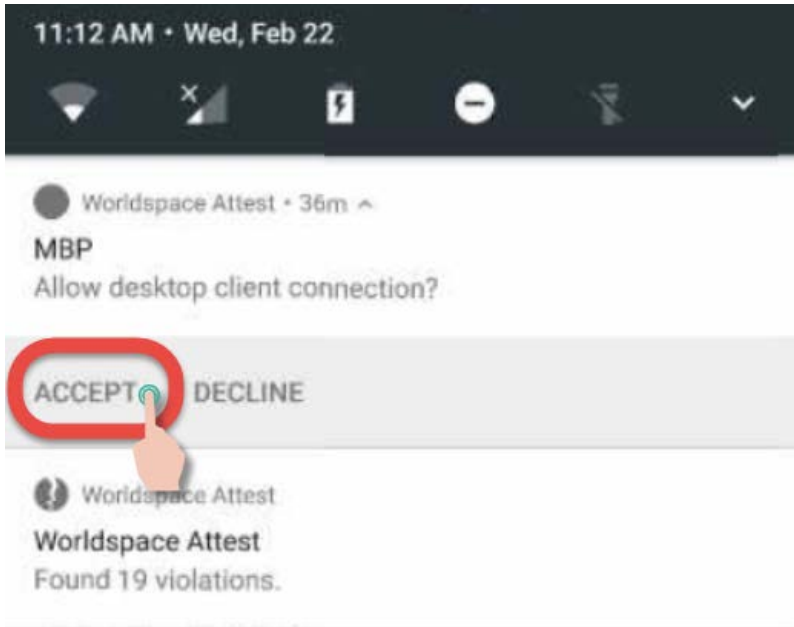 11:12 AM • Wed, Feb 22
Worldspace Attest • 36m
MBP
Allow desktop client connection?
ACCEPT DECLINE
Worldspace Attest
Worldspace Attest
Found 19 violations.